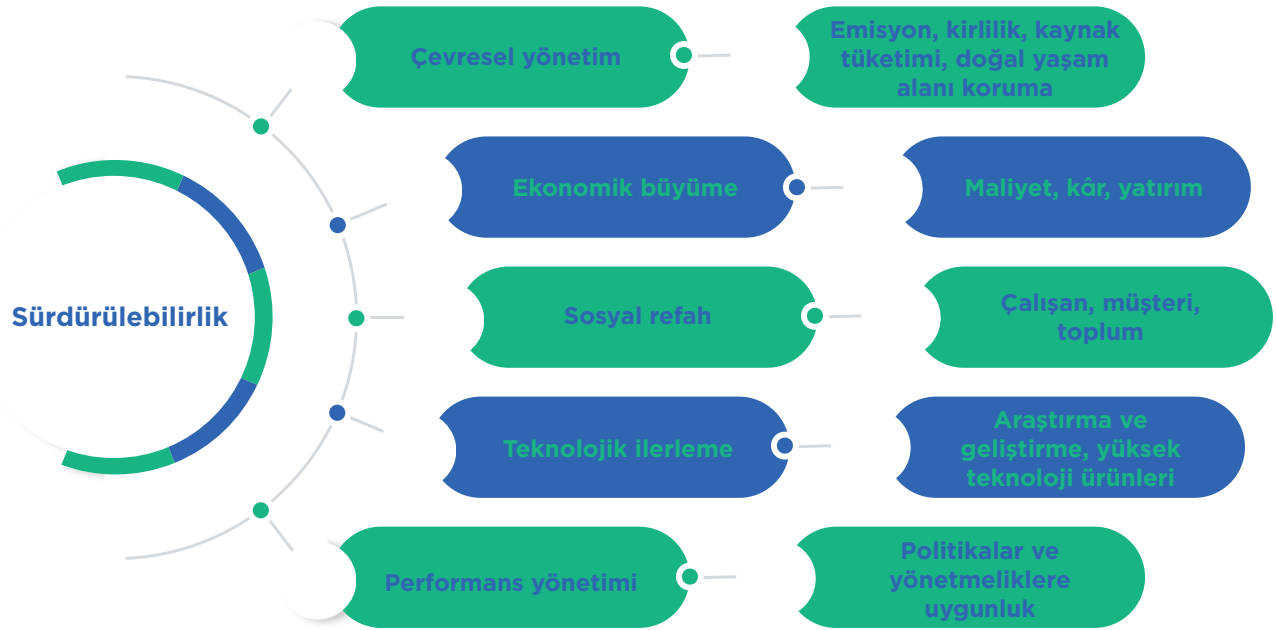 Sürdürülebilirlik
Çevresel yönetim
Emisyon, kirlilik, kaynak
tüketimi, doğal yaşam
alanı koruma
Ekonomik büyüme
Maliyet, kâr, yatırım
Sosyal refah
Çalışan, müşteri,
toplum
Teknolojik ilerleme
Araştırma ve
geliştirme, yüksek
teknoloji ürünleri
Performans yönetimi
Politikalar ve
yönetmeliklere
uygunluk